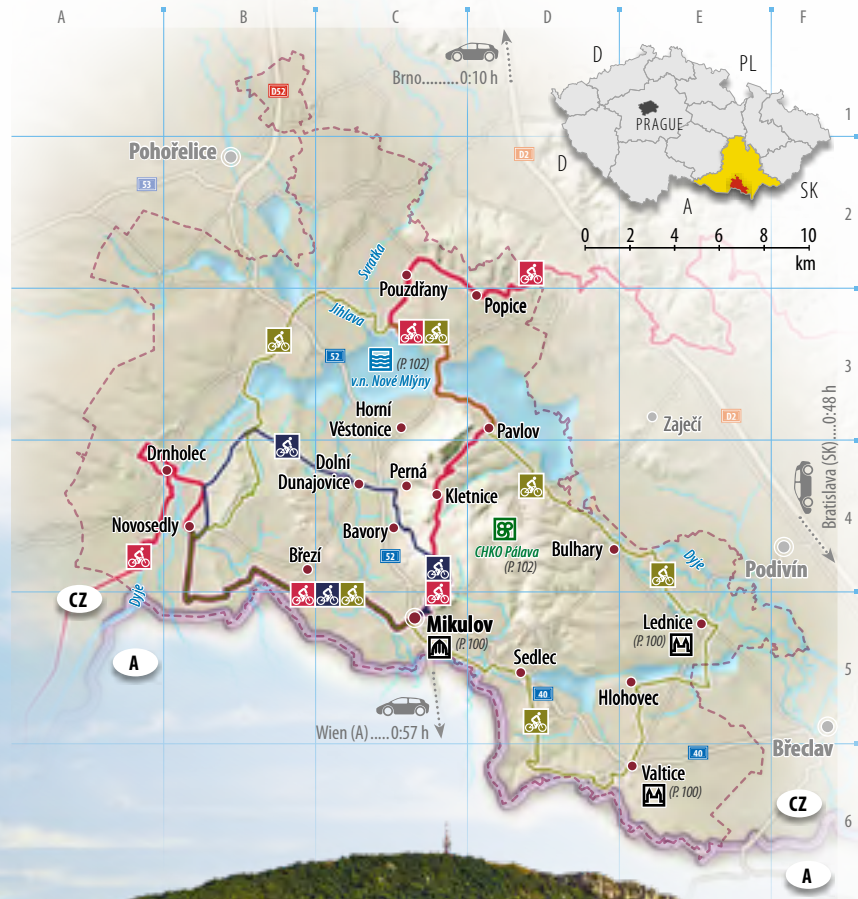 A B C D E F
Brno.........0:10 h
D
PL
D52
1
PRAGUE
Pohořelice
D2
D
53
SK
A
2
0 2 4 6 8 10
km
Svratka
Pouzdřany
Popice
Jihlava
52
(P. 102)
v.n. Nové Mlýny
3
Horní
Věstonice
Pavlov
Zaječí
D2
Bratislava (SK)....0:48 h
Drnholec
Dolní
Dunajovice
Perná
Kletnice
Novosedly
Bavory
CHKO Pálava
(P. 102)
4
Březí
52
Bulhary
Dyje
Podivín
CZ
Dyje
Mikulov
(P. 100)
Lednice
(P. 100)
A
Sedlec
5
40
Hlohovec
Wien (A).....0:57 h
40
Břeclav
Valtice
(P. 100)
CZ
6
A